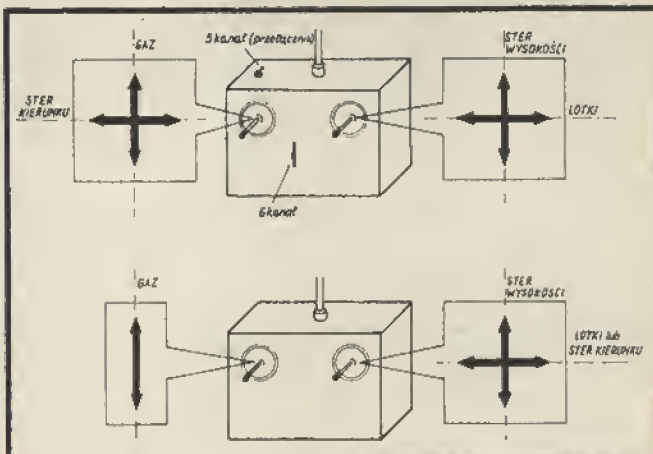 GAZ
5 kanał (przełącznik)
STER
WYSOKOŚCI
STER
KIERUNKU
LOTKI
6 kanał
GAZ
STER
WYSOKOŚCI
LOTKI lub
STER KIERUNKU